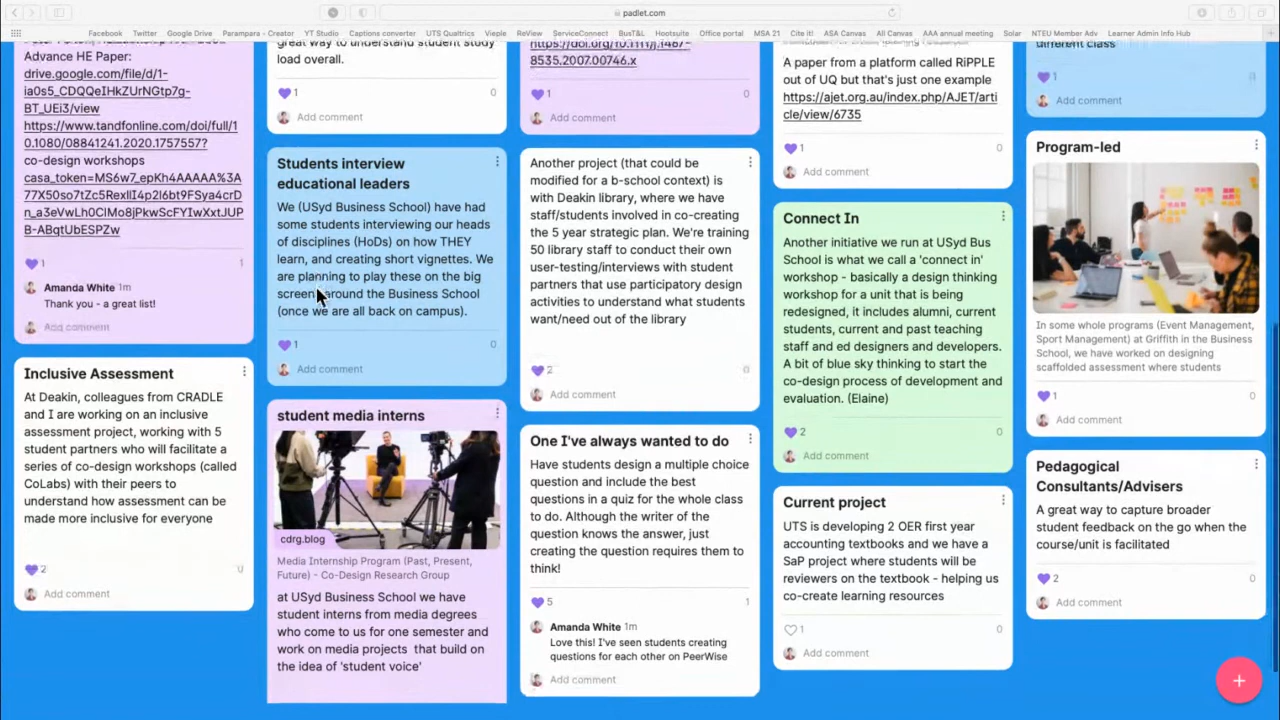 padlet.com
Facebook Twitter Google Drive Parampara - Creator YT Studio Captions converter UTS Qualtrics Vieple ReView ServiceConnect BusT&L Hootsuite Office portal MSA 21 Cite it! ASA Canvas All Canvas AAA annual meeting Solar NTEU Member Adv Learner Admin Info Hub
Advance HE Paper:
drive.google.com/file/d/1-
ia0s5_CDQQeIHkZUrNGtp7g-
BT_UEi3/view
https://www.tandfonline.com/doi/full/1
0.1080/08841241.2020.1757557?
co-design workshops
casa_token=MS6w7_epKh4AAAAA%3A
77X50so7tZc5RexlI4p2l6bt9FSya4crD
n_a3eVwLh0ClMo8jPkwScFYIwXxtJUP
B-ABqtUbESPZw
1 1
Amanda White 1m
Thank you - a great list!
Add comment
Inclusive Assessment
At Deakin, colleagues from CRADLE
and I are working on an inclusive
assessment project, working with 5
student partners who will facilitate a
series of co-design workshops (called
CoLabs) with their peers to
understand how assessment can be
made more inclusive for everyone
2 0
Add comment
great way to understand student study
load overall.
1 0
Add comment
Students interview
educational leaders
We (USyd Business School) have had
some students interviewing our heads
of disciplines (HoDs) on how THEY
learn, and creating short vignettes. We
are planning to play these on the big
screens around the Business School
(once we are all back on campus).
1 0
Add comment
student media interns
cdrg.blog
Media Internship Program (Past, Present,
Future) - Co-Design Research Group
at USyd Business School we have
student interns from media degrees
who come to us for one semester and
work on media projects that build on
the idea of 'student voice'
https://doi.org/10.1111/j.1467-
8535.2007.00746.x
1 0
Add comment
Another project (that could be
modified for a b-school context) is
with Deakin library, where we have
staff/students involved in co-creating
the 5 year strategic plan. We're training
50 library staff to conduct their own
user-testing/interviews with student
partners that use participatory design
activities to understand what students
want/need out of the library
2 0
Add comment
One I've always wanted to do
Have students design a multiple choice
question and include the best
questions in a quiz for the whole class
to do. Although the writer of the
question knows the answer, just
creating the question requires them to
think!
5 1
Amanda White 1m
Love this! I've seen students creating
questions for each other on PeerWise
Add comment
A paper from a platform called RiPPLE
out of UQ but that's just one example
https://ajet.org.au/index.php/AJET/arti
cle/view/6735
1 0
Add comment
Connect In
Another initiative we run at USyd Bus
School is what we call a 'connect in'
workshop - basically a design thinking
workshop for a unit that is being
redesigned, it includes alumni, current
students, current and past teaching
staff and ed designers and developers.
A bit of blue sky thinking to start the
co-design process of development and
evaluation. (Elaine)
2 0
Add comment
Current project
UTS is developing 2 OER first year
accounting textbooks and we have a
SaP project where students will be
reviewers on the textbook - helping us
co-create learning resources
1 0
Add comment
different class
1 0
Add comment
Program-led
In some whole programs (Event Management,
Sport Management) at Griffith in the Business
School, we have worked on designing
scaffolded assessment where students
1 0
Add comment
Pedagogical
Consultants/Advisers
A great way to capture broader
student feedback on the go when the
course/unit is facilitated
2 0
Add comment